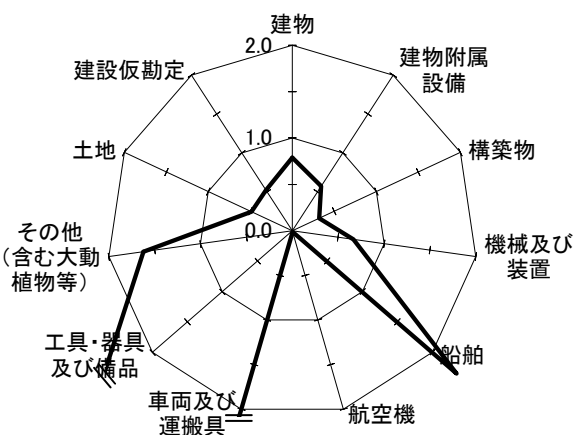 建物
2.0
建物附属
設備
建設仮勘定
1.0
土地
構築物
0.0
その他
（含む大動
植物等）
機械及び
装置
工具・器具
及び備品
船舶
車両及び
運搬具
航空機